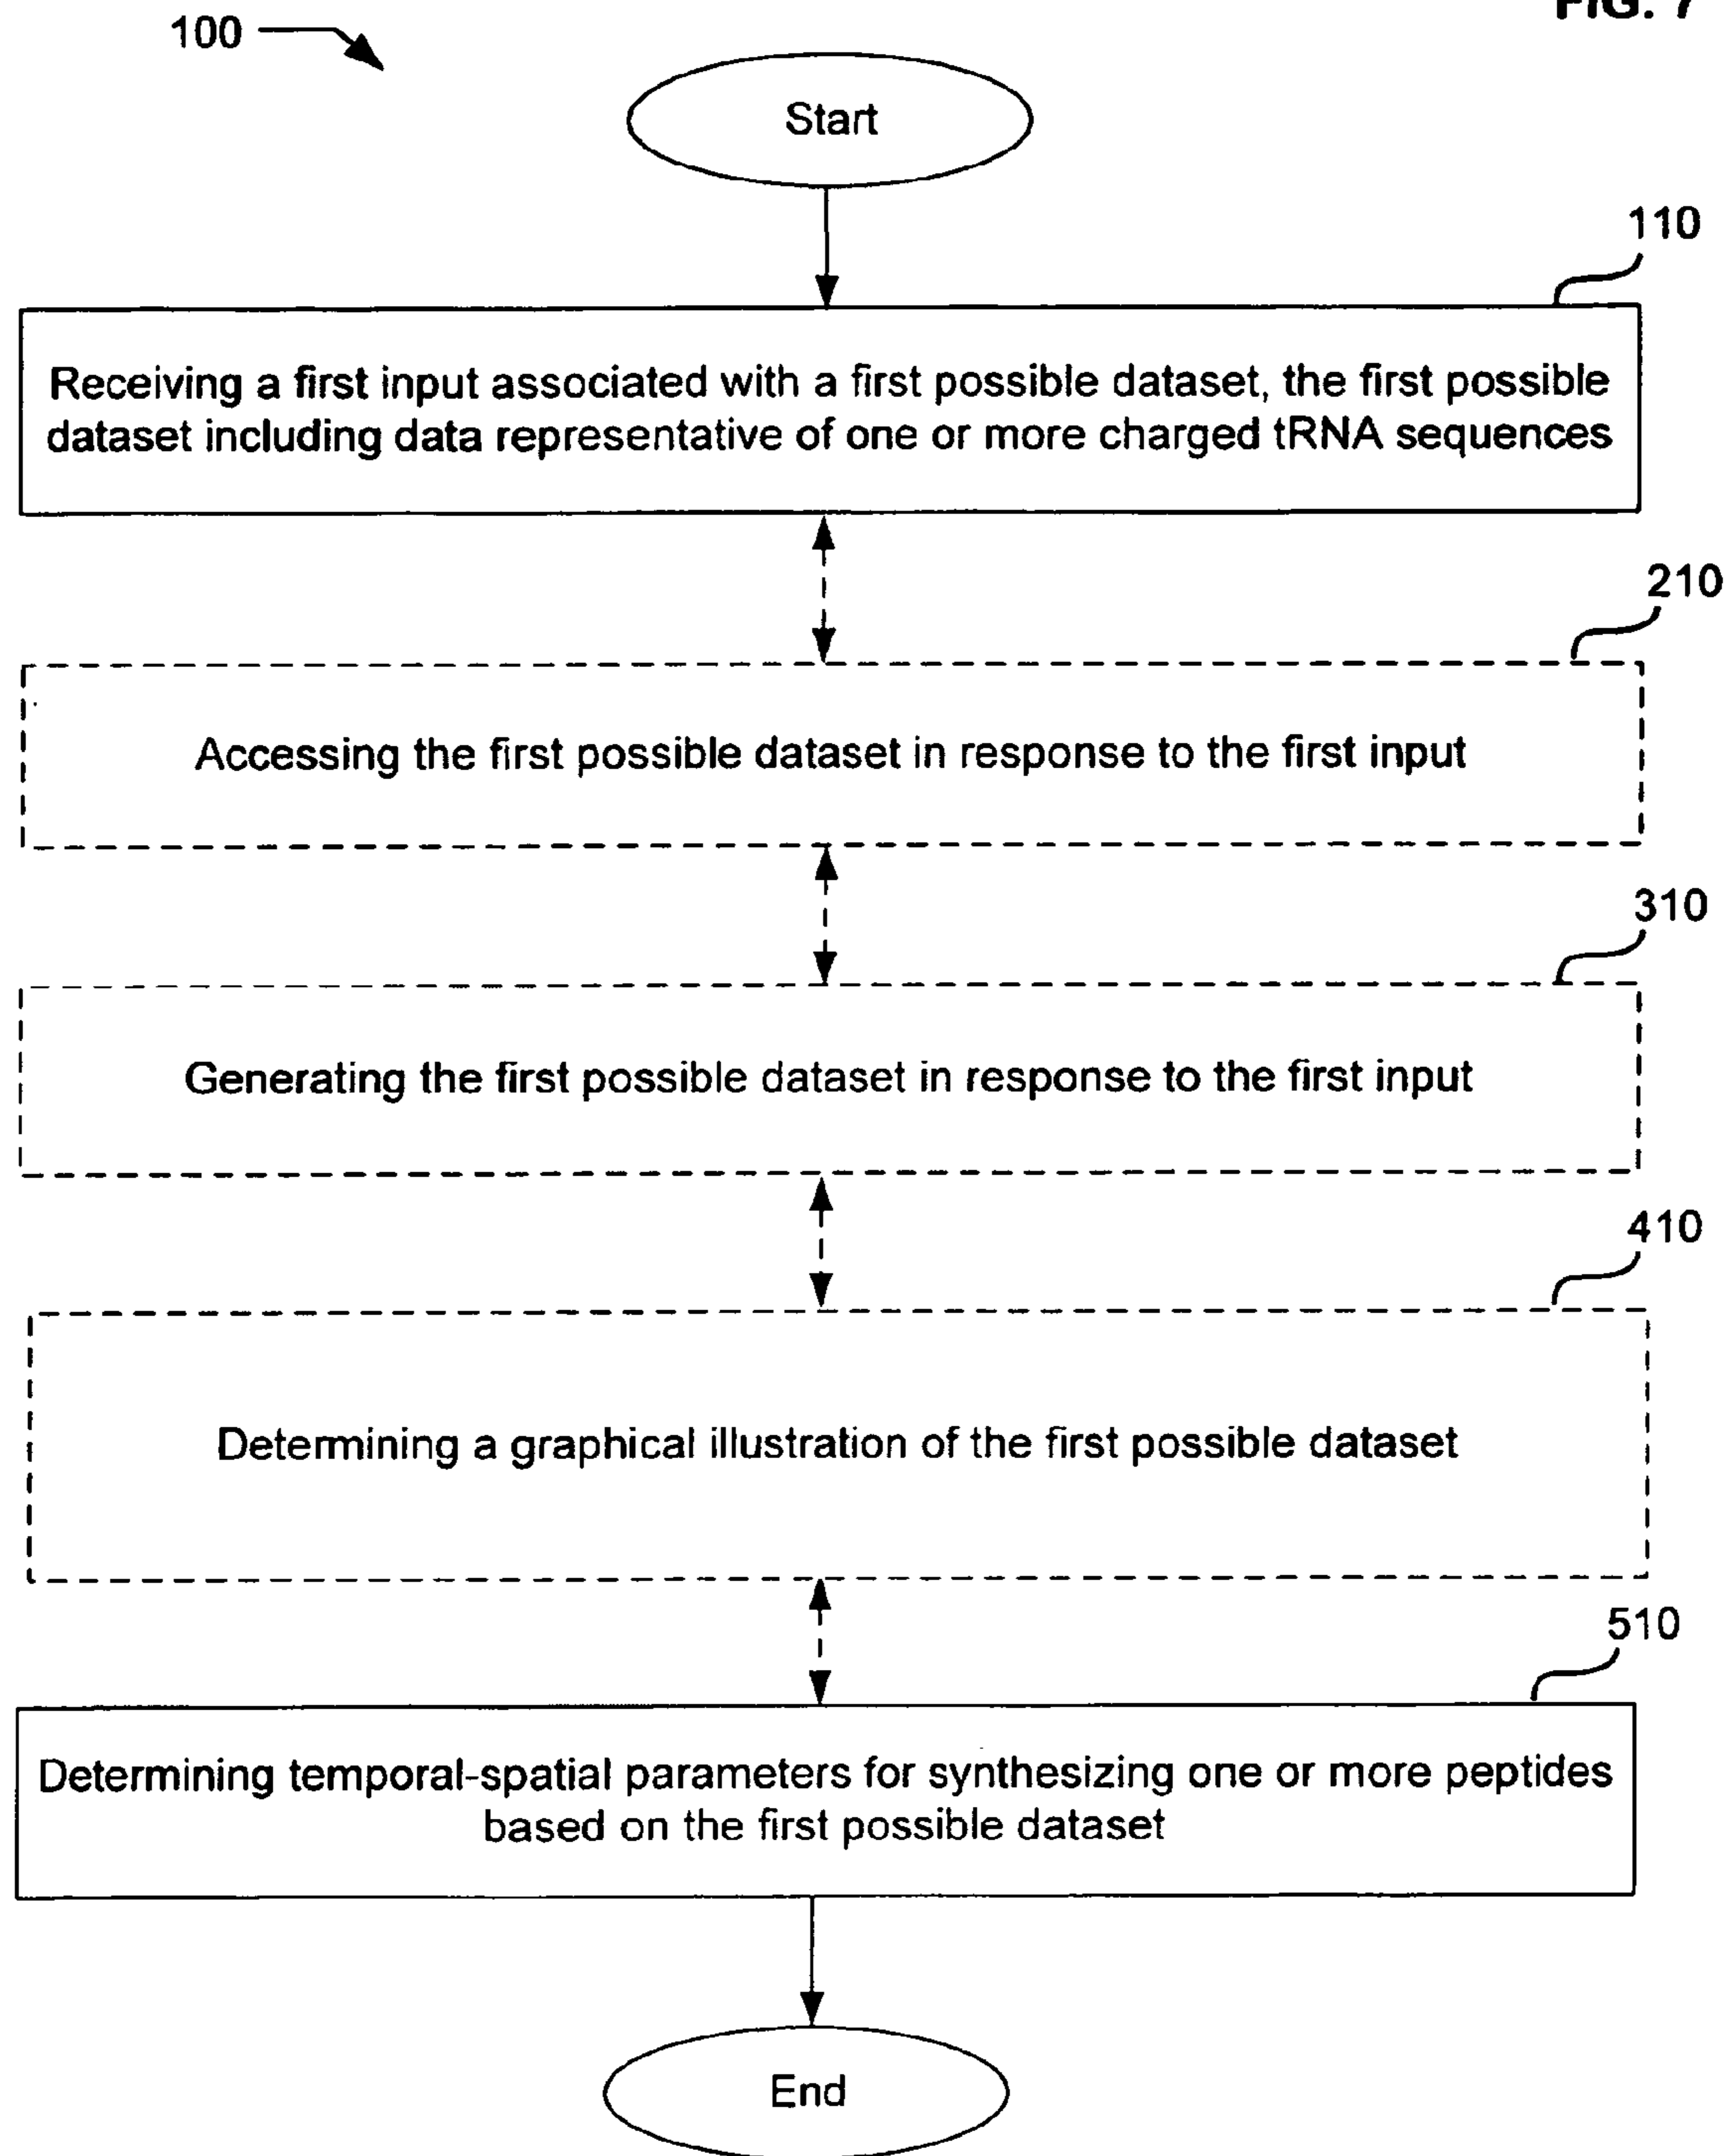 FIG. 7
100
Start
110
Receiving a first input associated with a first possible dataset, the first possible
dataset including data representative of one or more charged tRNA sequences
210
Accessing the first possible dataset in response to the first input
310
Generating the first possible dataset in response to the first input
410
Determining a graphical illustration of the first possible dataset
510
Determining temporal-spatial parameters for synthesizing one or more peptides
based on the first possible dataset
End